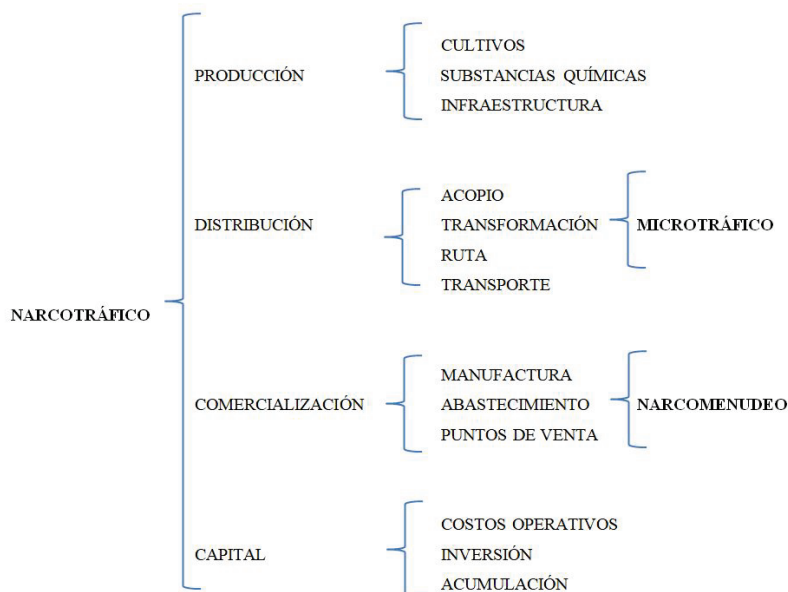 NARCOTRÁFICO
PRODUCCIÓN
CULTIVOS
SUBSTANCIAS QUÍMICAS
INFRAESTRUCTURA
DISTRIBUCIÓN
ACOPIO
TRANSFORMACIÓN
RUTA
TRANSPORTE
MICROTRÁFICO
COMERCIALIZACIÓN
MANUFACTURA
ABASTECIMIENTO
PUNTOS DE VENTA
NARCOMENUDEO
CAPITAL
COSTOS OPERATIVOS
INVERSIÓN
ACUMULACIÓN